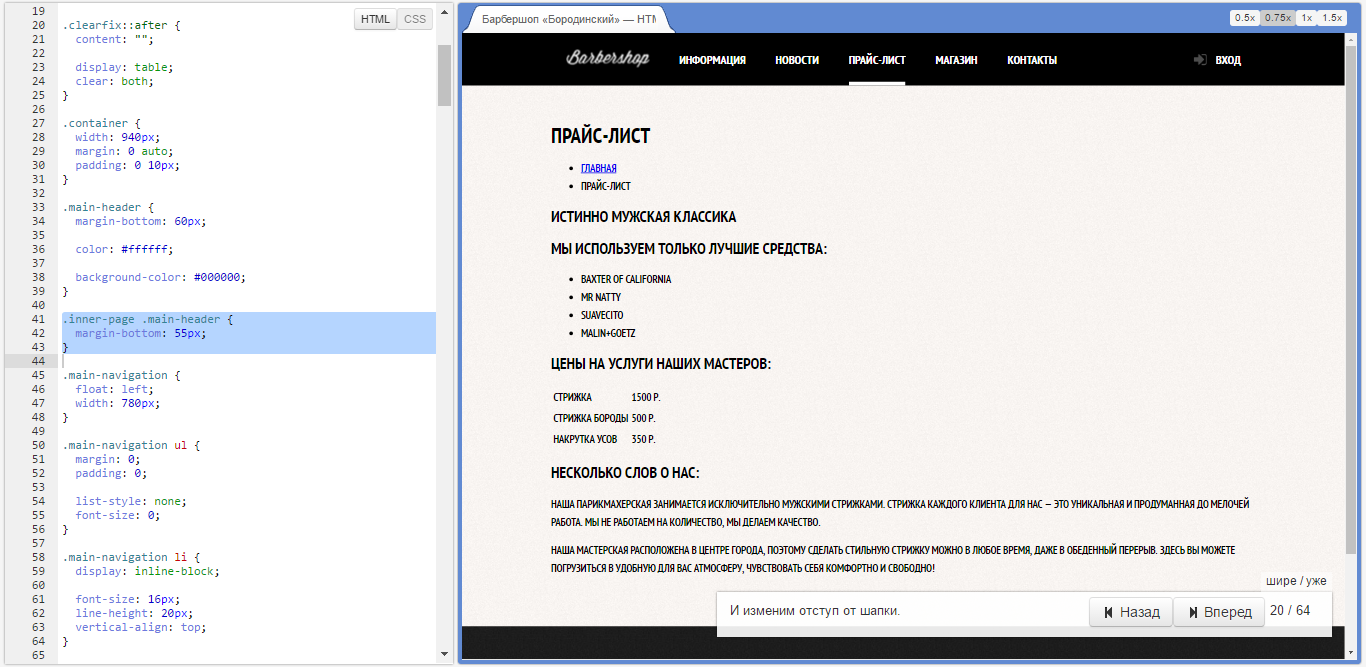 19
20 .clearfix::after {
21 content: "";
22
23 display: table;
24 clear: both;
25 }
26
27 .container {
28 width: 940px;
29 margin: 0 auto;
30 padding: 0 10px;
31 }
32
33 .main-header {
34 margin-bottom: 60px;
35
36 color: #ffffff;
37
38 background-color: #000000;
39 }
40
41 .inner-page .main-header {
42 margin-bottom: 55px;
43 }
44
45 .main-navigation {
46 float: left;
47 width: 780px;
48 }
49
50 .main-navigation ul {
51 margin: 0;
52 padding: 0;
53
54 list-style: none;
55 font-size: 0;
56 }
57
58 .main-navigation li {
59 display: inline-block;
60
61 font-size: 16px;
62 line-height: 20px;
63 vertical-align: top;
64 }
65
HTML CSS
Барбершоп «Бородинский» — HTM
0.5x 0.75x 1x 1.5x
Barbershop ИНФОРМАЦИЯ НОВОСТИ ПРАЙС-ЛИСТ МАГАЗИН КОНТАКТЫ ВХОД
ПРАЙС-ЛИСТ
• ГЛАВНАЯ
• ПРАЙС-ЛИСТ
ИСТИННО МУЖСКАЯ КЛАССИКА
МЫ ИСПОЛЬЗУЕМ ТОЛЬКО ЛУЧШИЕ СРЕДСТВА:
• BAXTER OF CALIFORNIA
• MR NATTY
• SUAVECITO
• MALIN+GOETZ
ЦЕНЫ НА УСЛУГИ НАШИХ МАСТЕРОВ:
СТРИЖКА 1500 Р.
СТРИЖКА БОРОДЫ 500 Р.
НАКРУТКА УСОВ 350 Р.
НЕСКОЛЬКО СЛОВ О НАС:
НАША ПАРИКМАХЕРСКАЯ ЗАНИМАЕТСЯ ИСКЛЮЧИТЕЛЬНО МУЖСКИМИ СТРИЖКАМИ. СТРИЖКА КАЖДОГО КЛИЕНТА ДЛЯ НАС — ЭТО УНИКАЛЬНАЯ И ПРОДУМАННАЯ ДО МЕЛОЧЕЙ
РАБОТА. МЫ НЕ РАБОТАЕМ НА КОЛИЧЕСТВО, МЫ ДЕЛАЕМ КАЧЕСТВО.
НАША МАСТЕРСКАЯ РАСПОЛОЖЕНА В ЦЕНТРЕ ГОРОДА, ПОЭТОМУ СДЕЛАТЬ СТИЛЬНУЮ СТРИЖКУ МОЖНО В ЛЮБОЕ ВРЕМЯ, ДАЖЕ В ОБЕДЕННЫЙ ПЕРЕРЫВ. ЗДЕСЬ ВЫ МОЖЕТЕ
ПОГРУЗИТЬСЯ В УДОБНУЮ ДЛЯ ВАС АТМОСФЕРУ, ЧУВСТВОВАТЬ СЕБЯ КОМФОРТНО И СВОБОДНО!
шире / уже
И изменим отступ от шапки. Назад Вперед 20 / 64